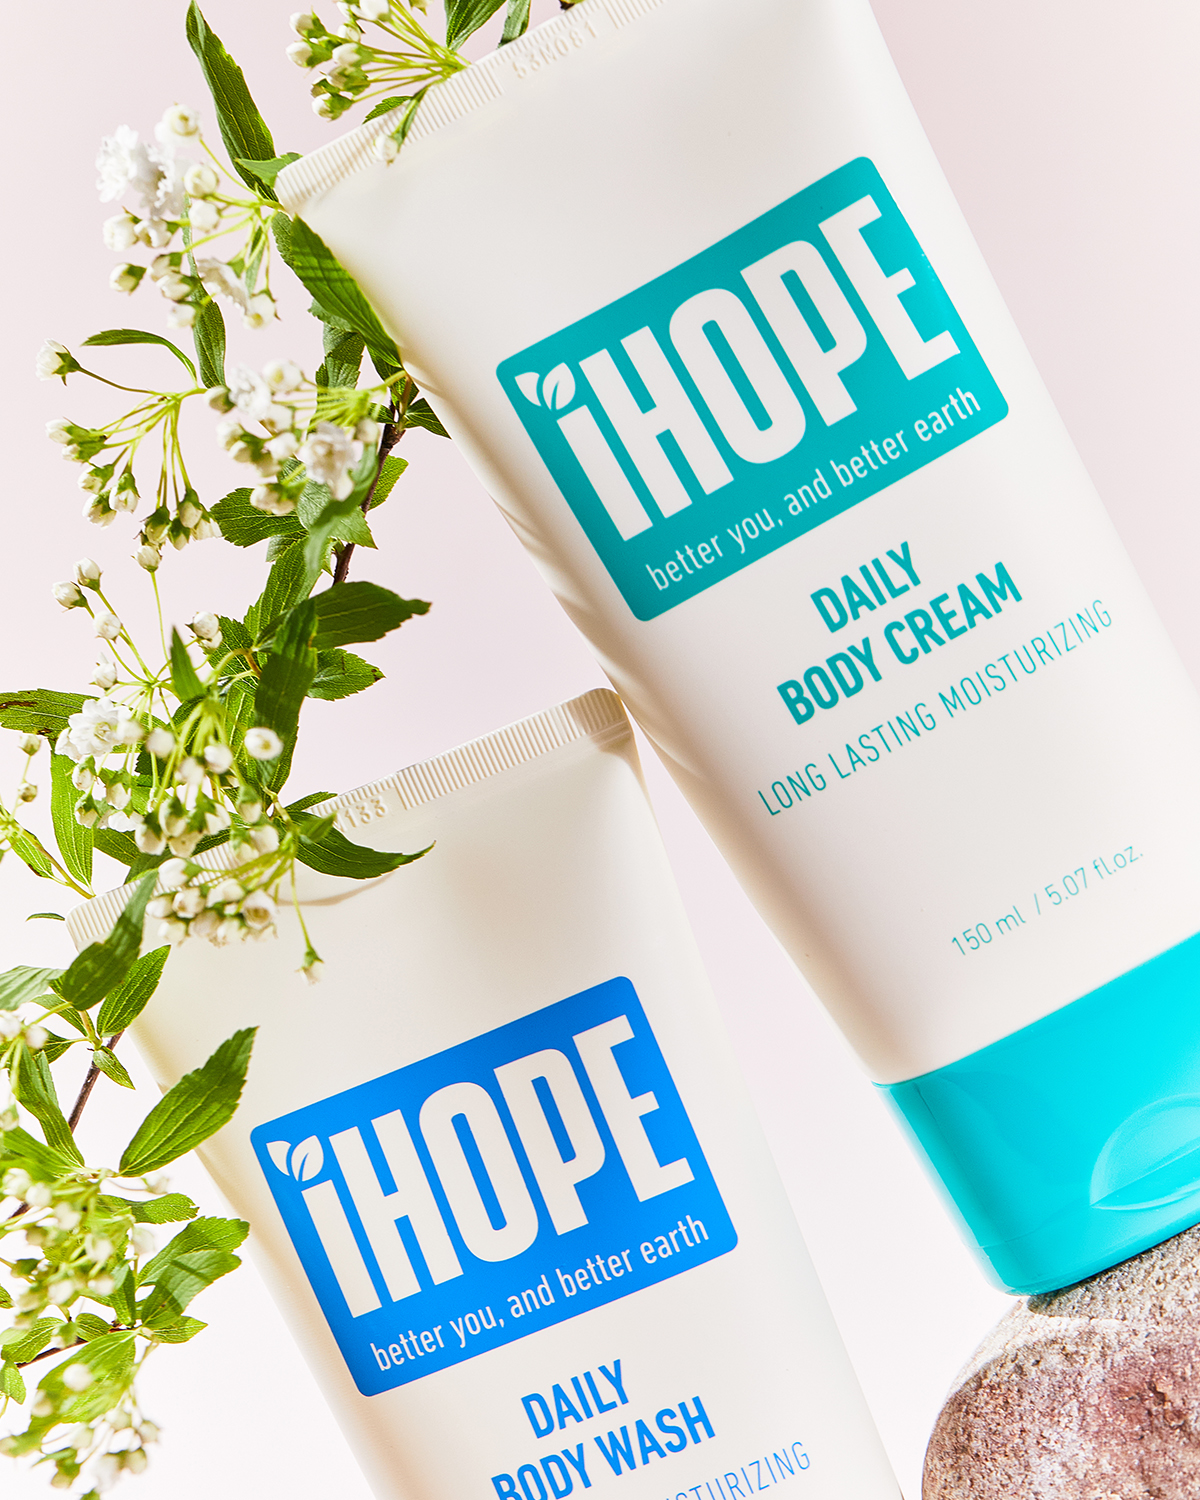 iHOPE
better you, and better earth
DAILY
BODY CREAM
LONG LASTING MOISTURIZING
150 ml / 5.07 fl.oz.
133
iHOPE
better you, and better earth
DAILY
BODY WASH